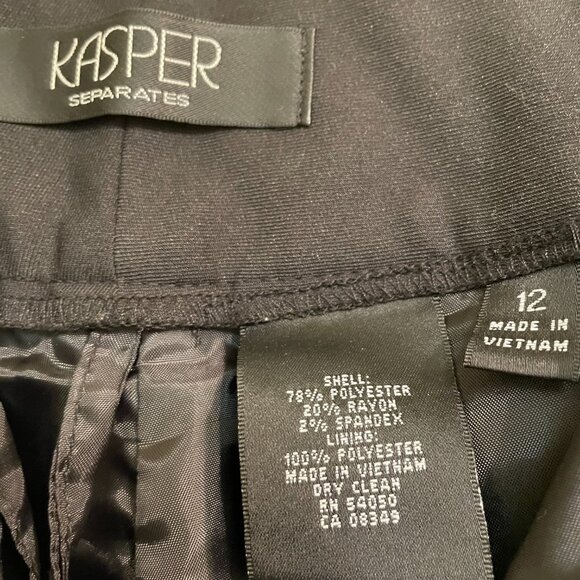 KASPER
SEPARATES
12
MADE IN
VIETNAM
SHELL:
78% POLYESTER
20% RAYON
2% SPANDEX
LINING:
100% POLYESTER
MADE IN VIETNAM
DRY CLEAN
RN 54050
CA 08349